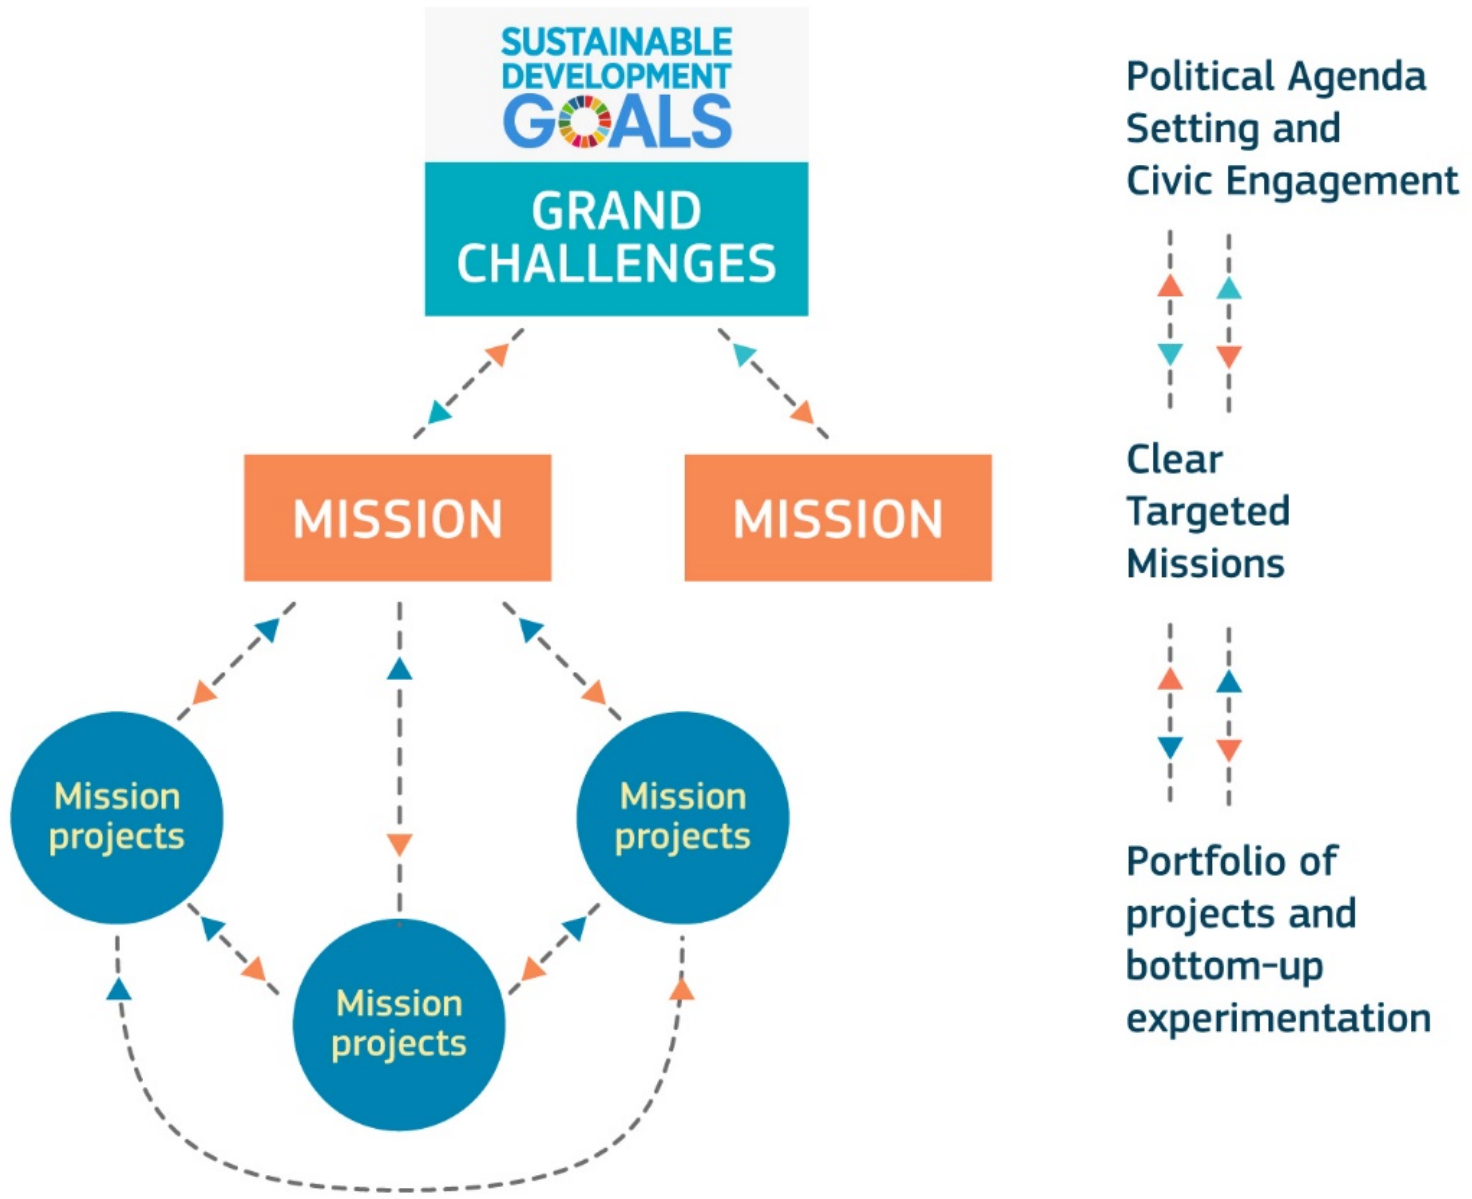 SUSTAINABLE
DEVELOPMENT
GOALS
GRAND
CHALLENGES
MISSION
MISSION
Mission
projects
Mission
projects
Mission
projects
Political Agenda
Setting and
Civic Engagement
Clear
Targeted
Missions
Portfolio of
projects and
bottom-up
experimentation